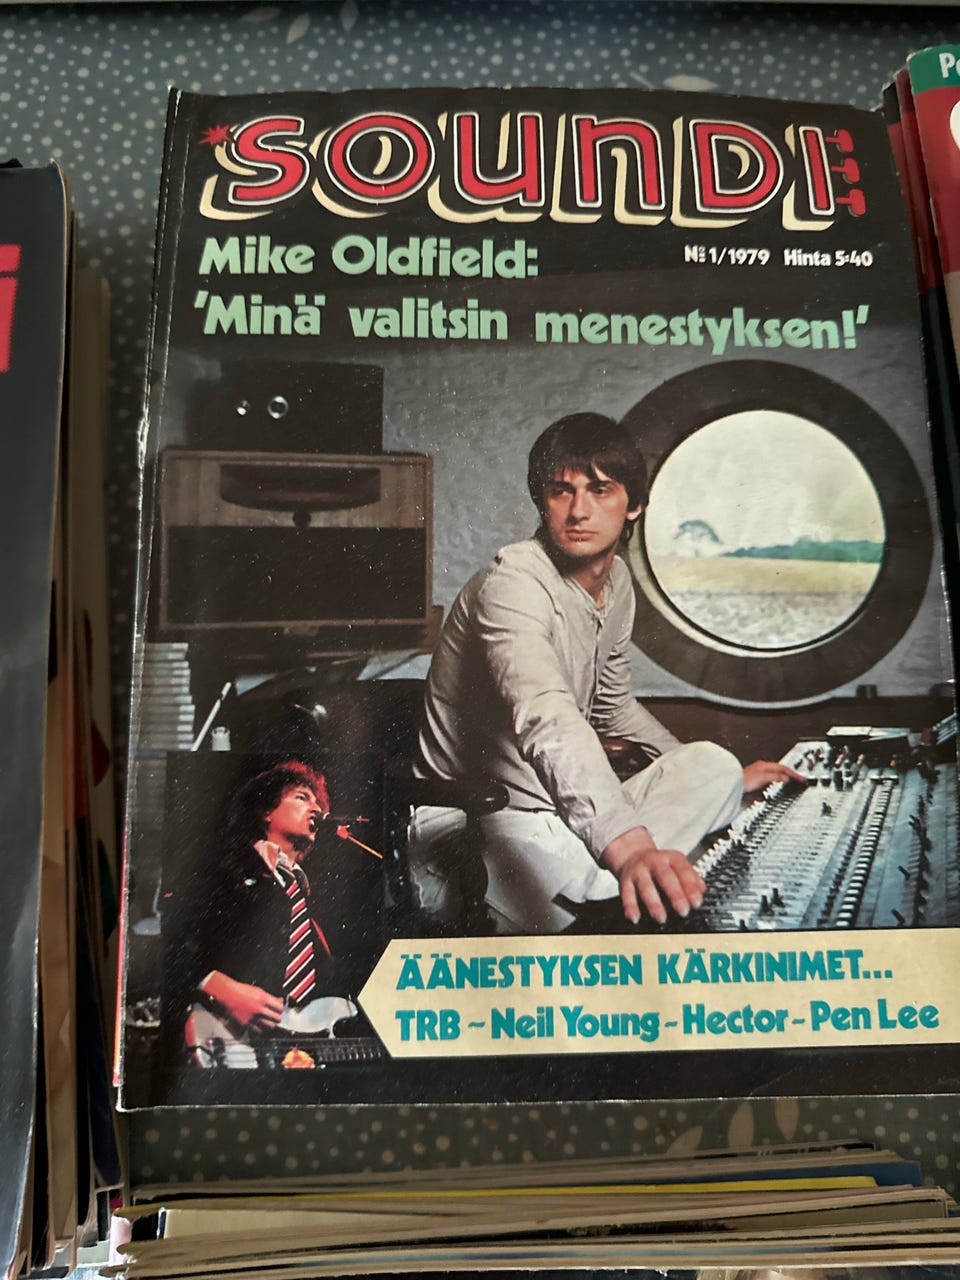 SOUNDI
Mike Oldfield:
Nº 1/1979 Hinta 5:40
'Minä valitsin menestyksen!'
ÄÄNESTYKSEN KÄRKINIMET...
TRB - Neil Young - Hector - Pen Lee